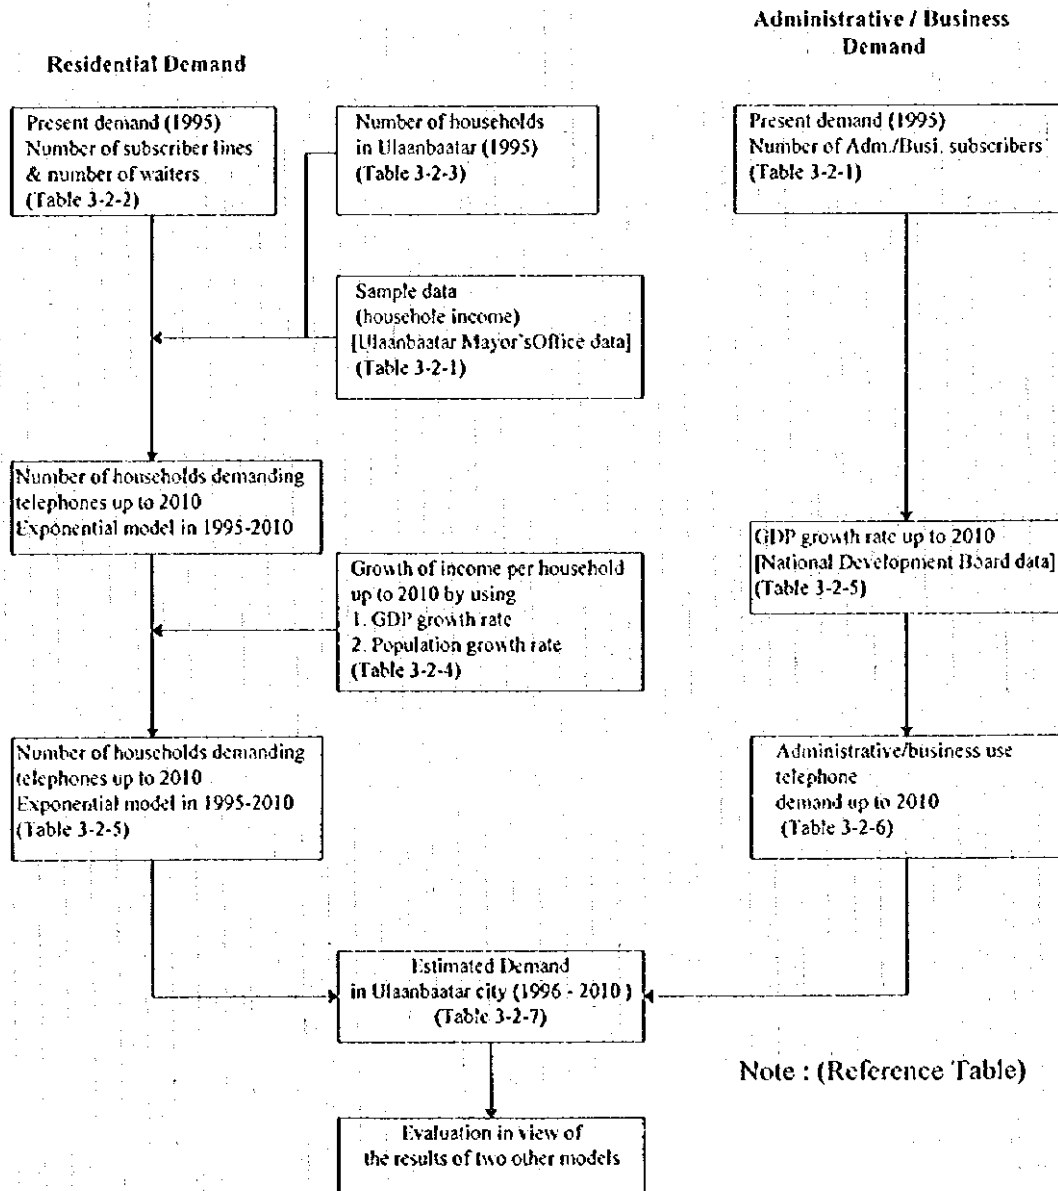 Administrative / Business
Demand
Residential Demand
Present demand (1995)
Number of subscriber lines
& number of waiters
(Table 3-2-2)
Number of households
in Ulaanbaatar (1995)
(Table 3-2-3)
Present demand (1995)
Number of Adm./Busi. subscribers
(Table 3-2-1)
Sample data
(househole income)
[Ulaanbaatar Mayor'sOffice data]
(Table 3-2-1)
Number of households demanding
telephones up to 2010
Exponential model in 1995-2010
GDP growth rate up to 2010
[National Development Board data]
(Table 3-2-5)
Growth of income per household
up to 2010 by using
1. GDP growth rate
2. Population growth rate
(Table 3-2-4)
Number of households demanding
telephones up to 2010
Exponential model in 1995-2010
(Table 3-2-5)
Administrative/business use
telephone
demand up to 2010
(Table 3-2-6)
Estimated Demand
in Ulaanbaatar city (1996 - 2010 )
(Table 3-2-7)
Note : (Reference Table)
Evaluation in view of
the results of two other models